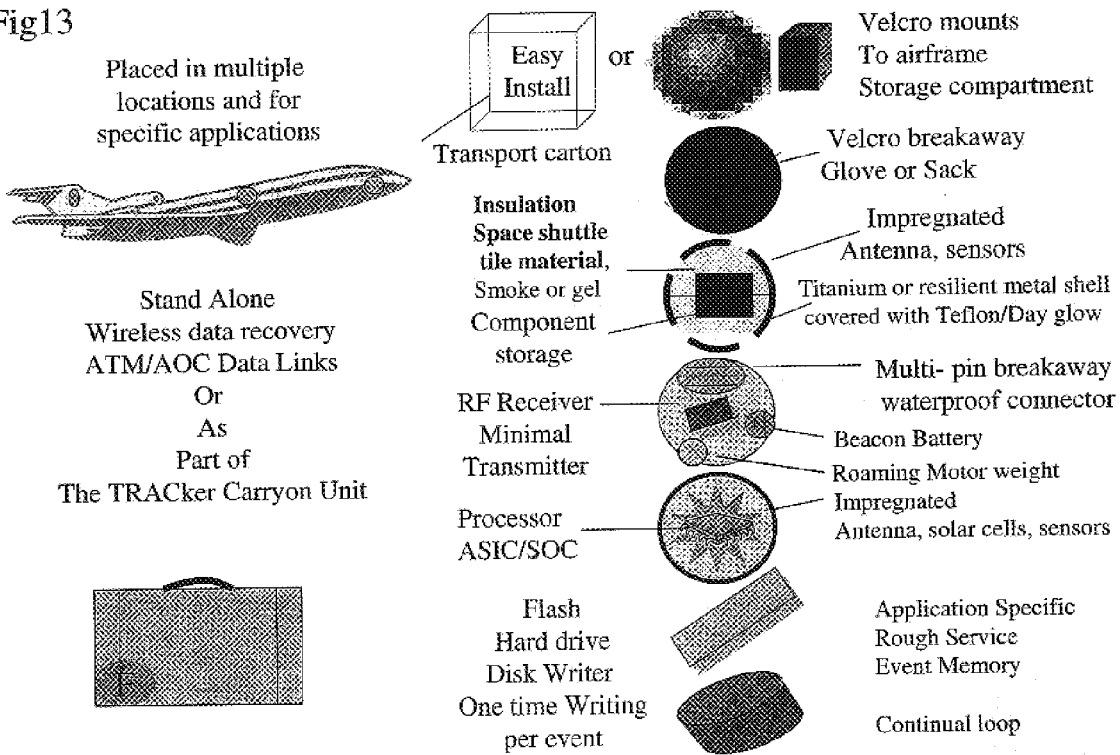 Fig13
Placed in multiple
locations and for
specific applications
Stand Alone
Wireless data recovery
ATM/AOC Data Links
Or
As
Part of
The TRACker Carryon Unit
Easy
Install
or
Transport carton
Velcro mounts
To airframe
Storage compartment
Velcro breakaway
Glove or Sack
Insulation
Space shuttle
tile material,
Smoke or gel
Component
storage
Impregnated
Antenna, sensors
Titanium or resilient metal shell
covered with Teflon/Day glow
RF Receiver
Minimal
Transmitter
Multi- pin breakaway
waterproof connector
Beacon Battery
Roaming Motor weight
Processor
ASIC/SOC
Impregnated
Antenna, solar cells, sensors
Flash
Hard drive
Disk Writer
One time Writing
per event
Application Specific
Rough Service
Event Memory
Continual loop